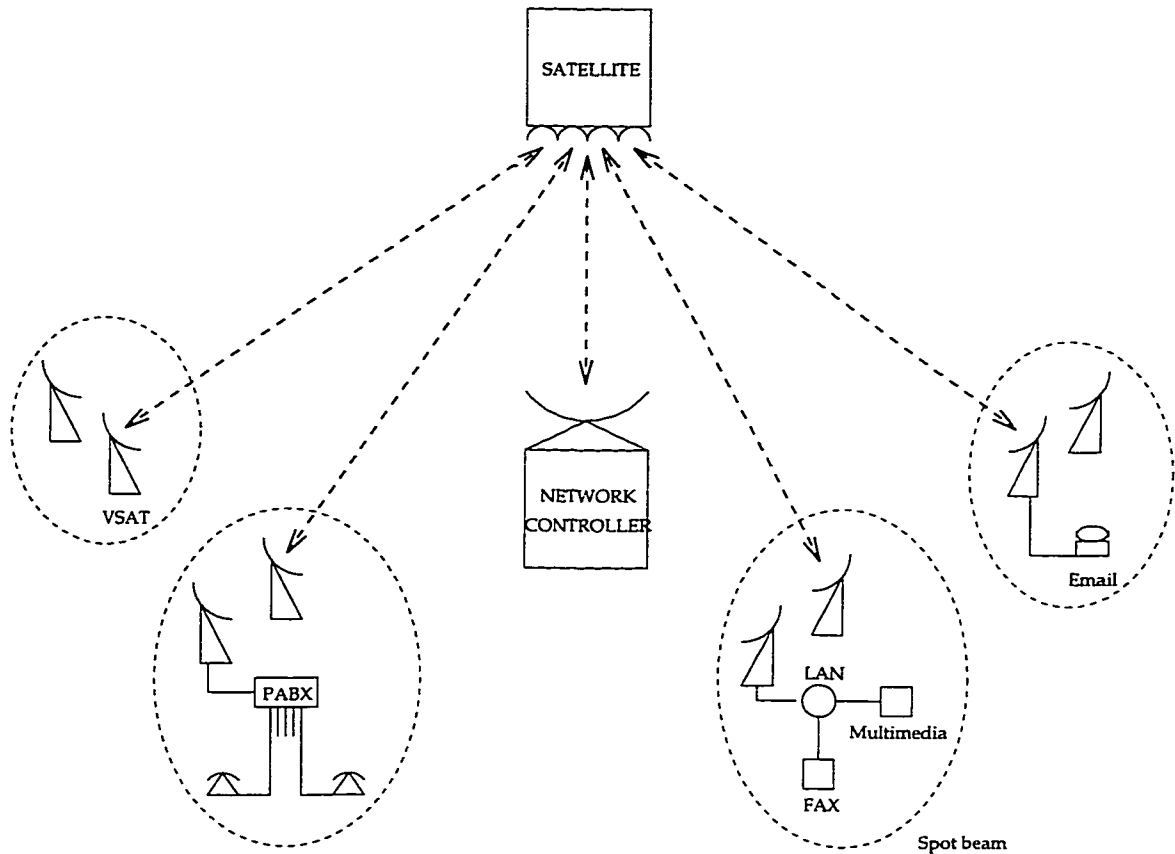 SATELLITE
NETWORK
CONTROLLER
VSAT
Email
PABX
LAN
Multimedia
FAX
Spot beam